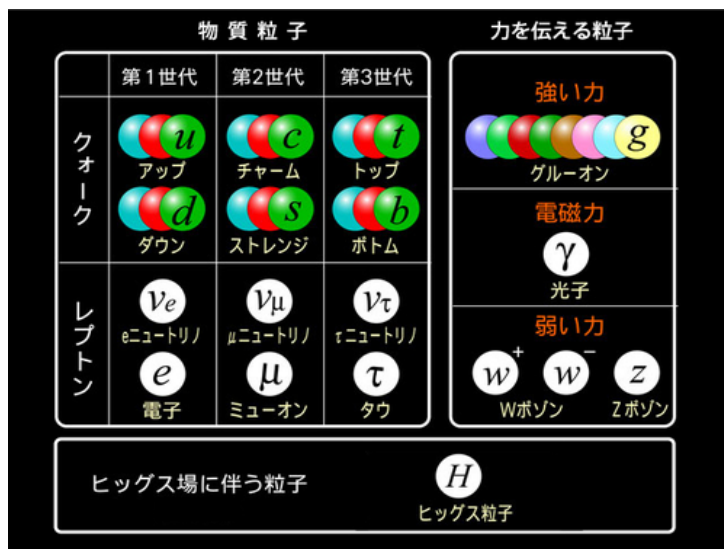 物質粒子
力を伝える粒子
第1世代 第2世代 第3世代
クォーク
u c t
アップ チャーム トップ
d s b
ダウン ストレンジ ボトム
レプトン
νe νμ ντ
eニュートリノ μニュートリノ τニュートリノ
e μ τ
電子 ミューオン タウ
強い力
g
グルーオン
電磁力
γ
光子
弱い力
W+ W− Z
Wボゾン Zボゾン
ヒッグス場に伴う粒子
H
ヒッグス粒子